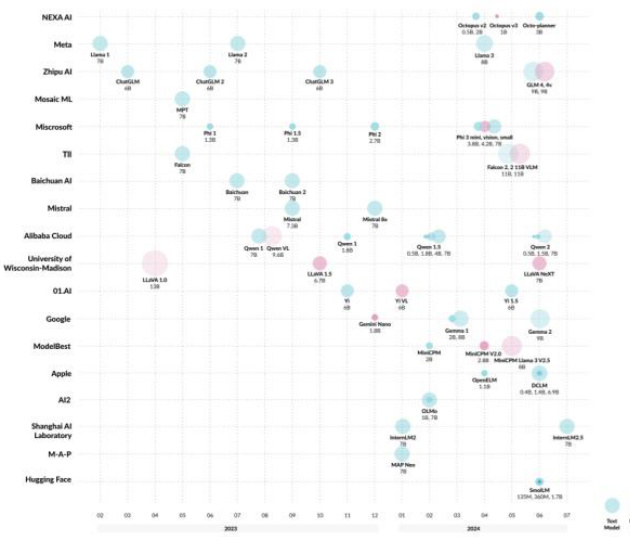 NEXA AI
Octopus v2 Octopus v3 Octo-planner
0.5B, 2B 1B 3B
Meta
Llama 1 Llama 2 Llama 3
7B 7B 8B
Zhipu AI
ChatGLM ChatGLM 2 ChatGLM 3 GLM 4, 4v
6B 6B 6B 9B, 9B
Mosaic ML
MPT
7B
Miscrosoft
Phi 1 Phi 1.5 Phi 2 Phi 3 mini, vision, small
1.3B 1.3B 2.7B 3.8B, 4.2B, 7B
TII
Falcon Falcon 2, 2 11B VLM
7B 11B, 11B
Baichuan AI
Baichuan Baichuan 2
7B 7B
Mistral
Mistral Mistral 8x
7.3B 7B
Alibaba Cloud
Qwen 1 Qwen VL Qwen 1 Qwen 1.5 Qwen 2
7B 9.6B 1.8B 0.5B, 1.8B, 4B, 7B 0.5B, 1.5B, 7B
University of
Wisconsin-Madison
LLaVA 1.0 LLaVA 1.5 LLaVA NeXT
13B 6.7B 7B
01.AI
Yi Yi VL Yi 1.5
6B 6B 6B
Google
Gemini Nano Gemma 1 Gemma 2
1.8B 2B, 8B 9B
ModelBest
MiniCPM MiniCPM V2.0 MiniCPM Llama 3 V2.5
2B 2.8B 8B
Apple
OpenELM DCLM
1.1B 0.4B, 1.4B, 6.9B
AI2
OLMo
1B, 7B
Shanghai AI
Laboratory
InternLM2 InternLM2.5
7B 7B
M-A-P
MAP Neo
7B
Hugging Face
SmolLM
135M, 360M, 1.7B
02 03 04 05 06 07 08 09 10 11 12 01 02 03 04 05 06 07
2023 2024
Text
Model